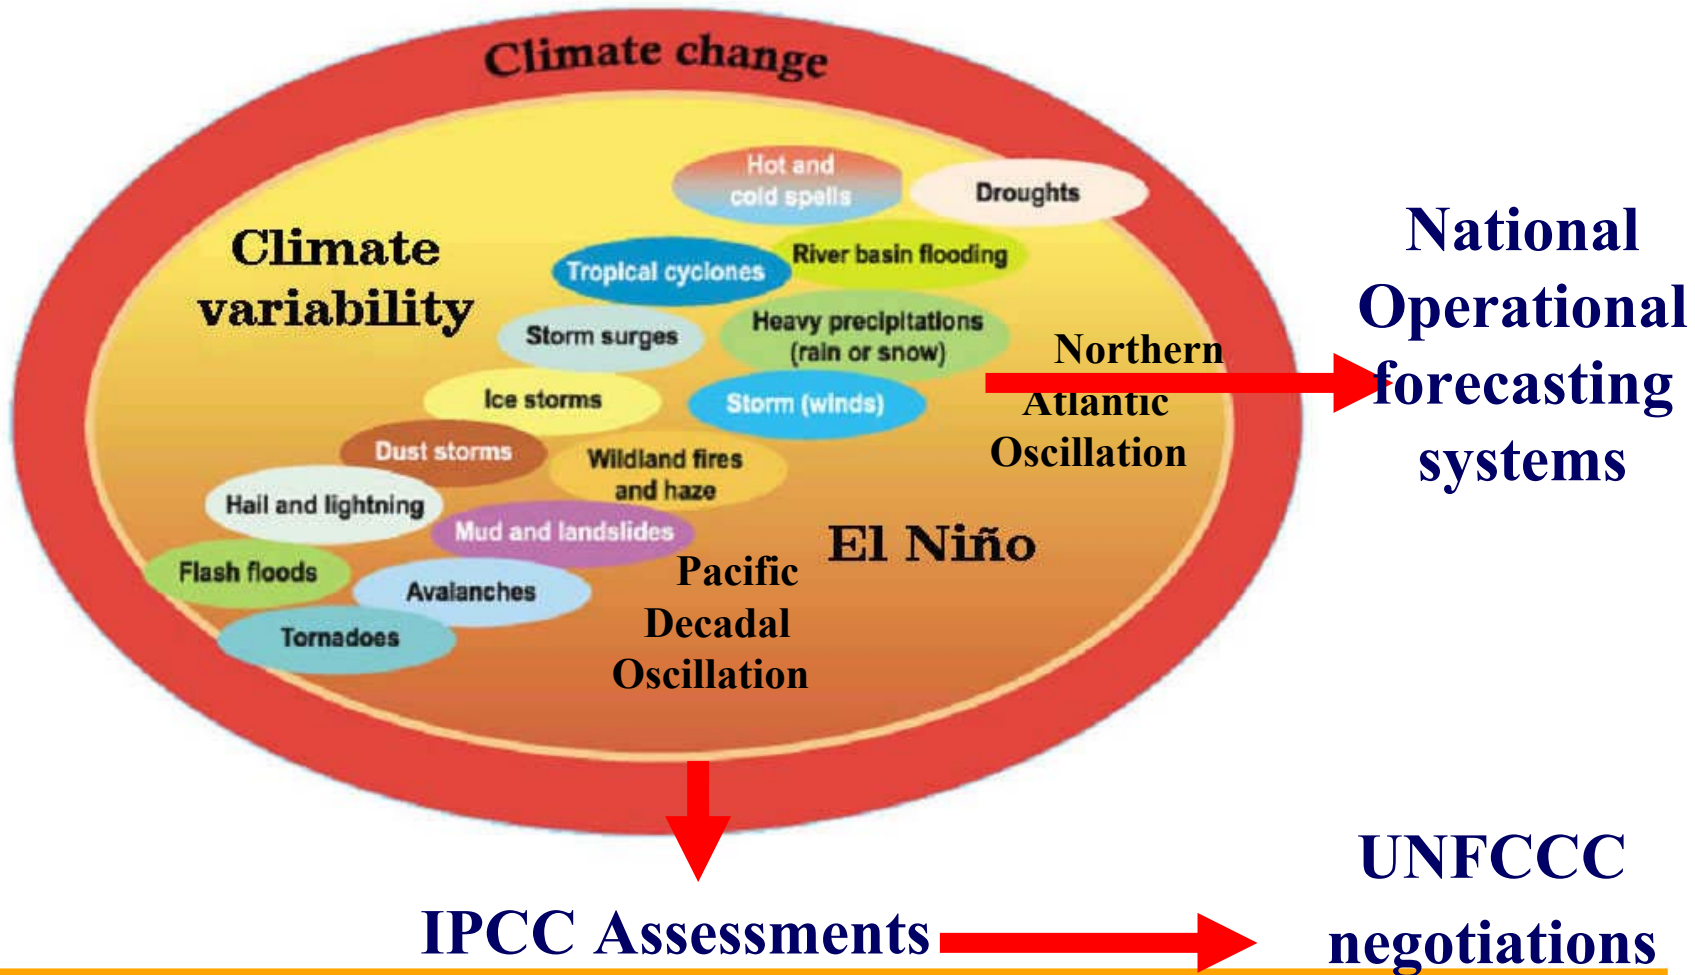 Climate change
Hot and
cold spells
Droughts
Climate
variability
Tropical cyclones
River basin flooding
Storm surges
Heavy precipitations
(rain or snow)
Ice storms
Storm (winds)
Northern
Atlantic
Oscillation
Dust storms
Wildland fires
and haze
Hail and lightning
Mud and landslides
El Niño
Flash floods
Avalanches
Pacific
Decadal
Oscillation
Tornadoes
National
Operational
forecasting
systems
IPCC Assessments
UNFCCC
negotiations